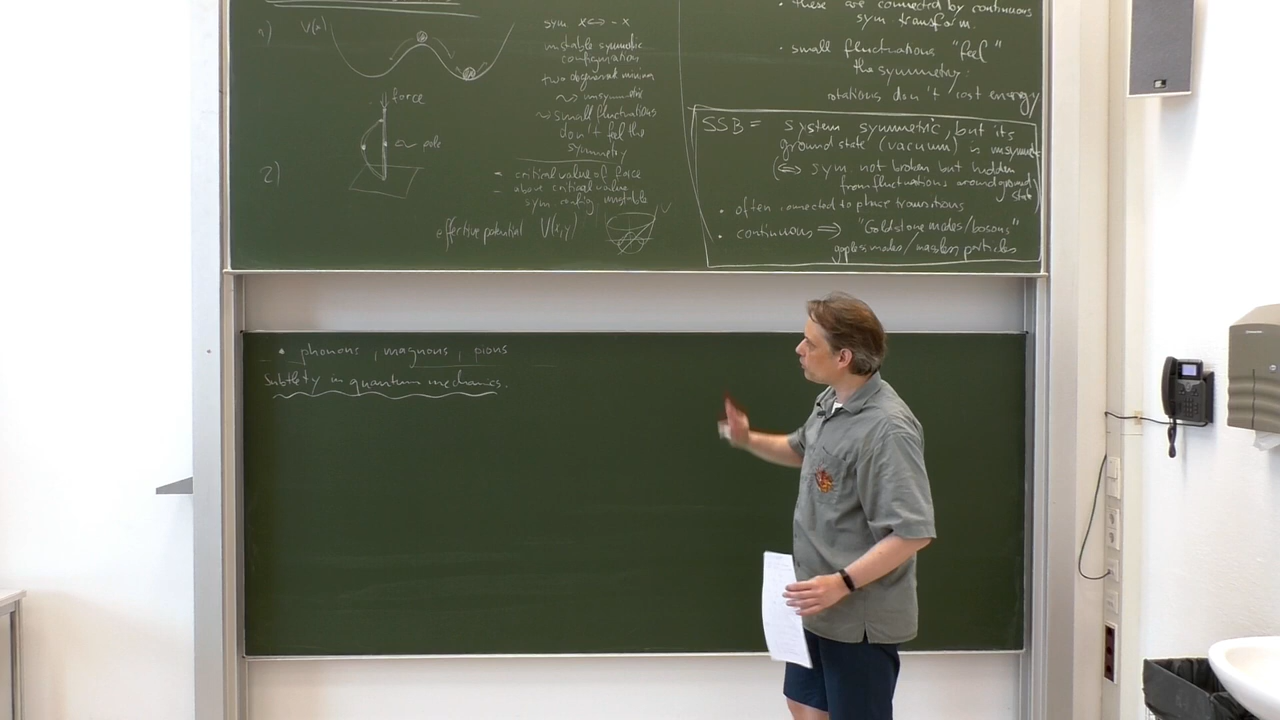 1)
V(x)
sym x ↔ -x
unstable symmetric
configuration
two degenerate minima
~> unsymmetric
~> small fluctuations
don't feel the
symmetry
2)
force
~ pole
- critical value of force
- above critical value
sym. config. unstable
effective potential V(x,y)
V
• these are connected by continuous
sym. transform.
• small fluctuations "feel"
the symmetry:
rotations don't cost energy
SSB = system symmetric, but its
ground state (vacuum) is unsymmetric
(⇔ sym. not broken but hidden
from fluctuations around ground
state)
• often connected to phase transitions
• continuous ⇒ "Goldstone modes/bosons"
gapless modes/massless particles
• phonons, magnons, pions
Subtlety in quantum mechanics.